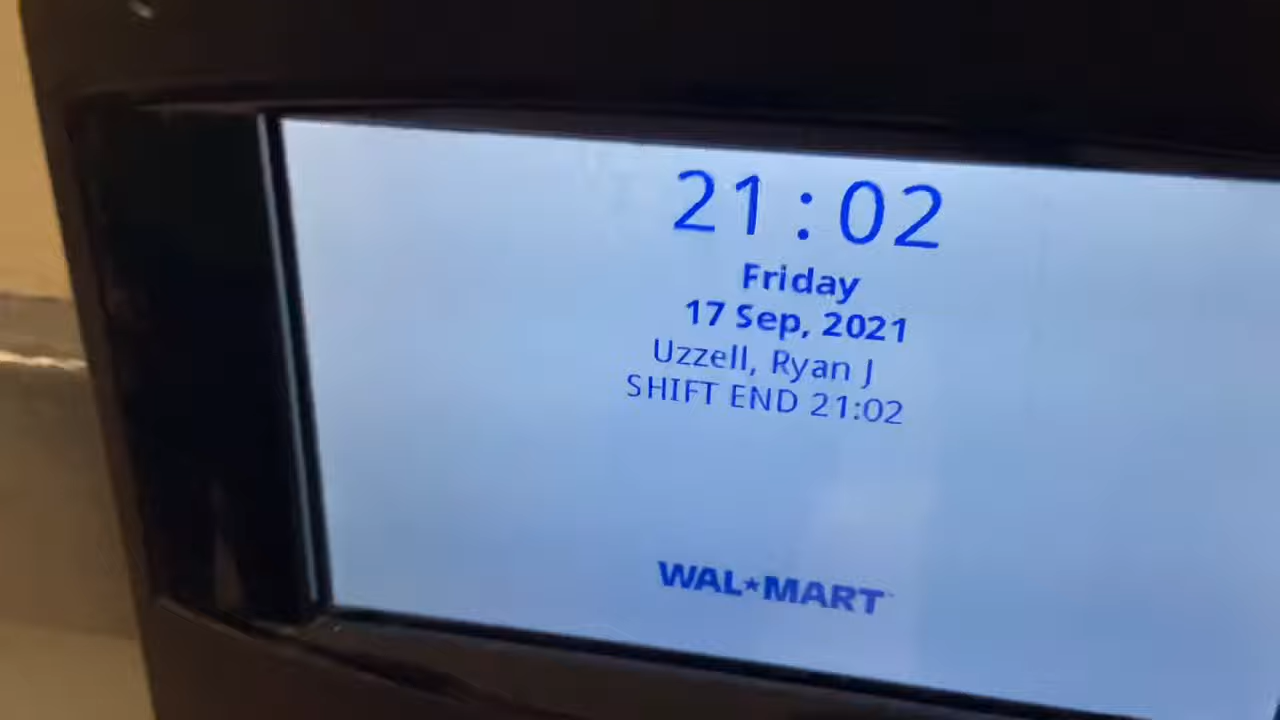 21:02
Friday
17 Sep, 2021
Uzzell, Ryan J
SHIFT END 21:02
WAL★MART